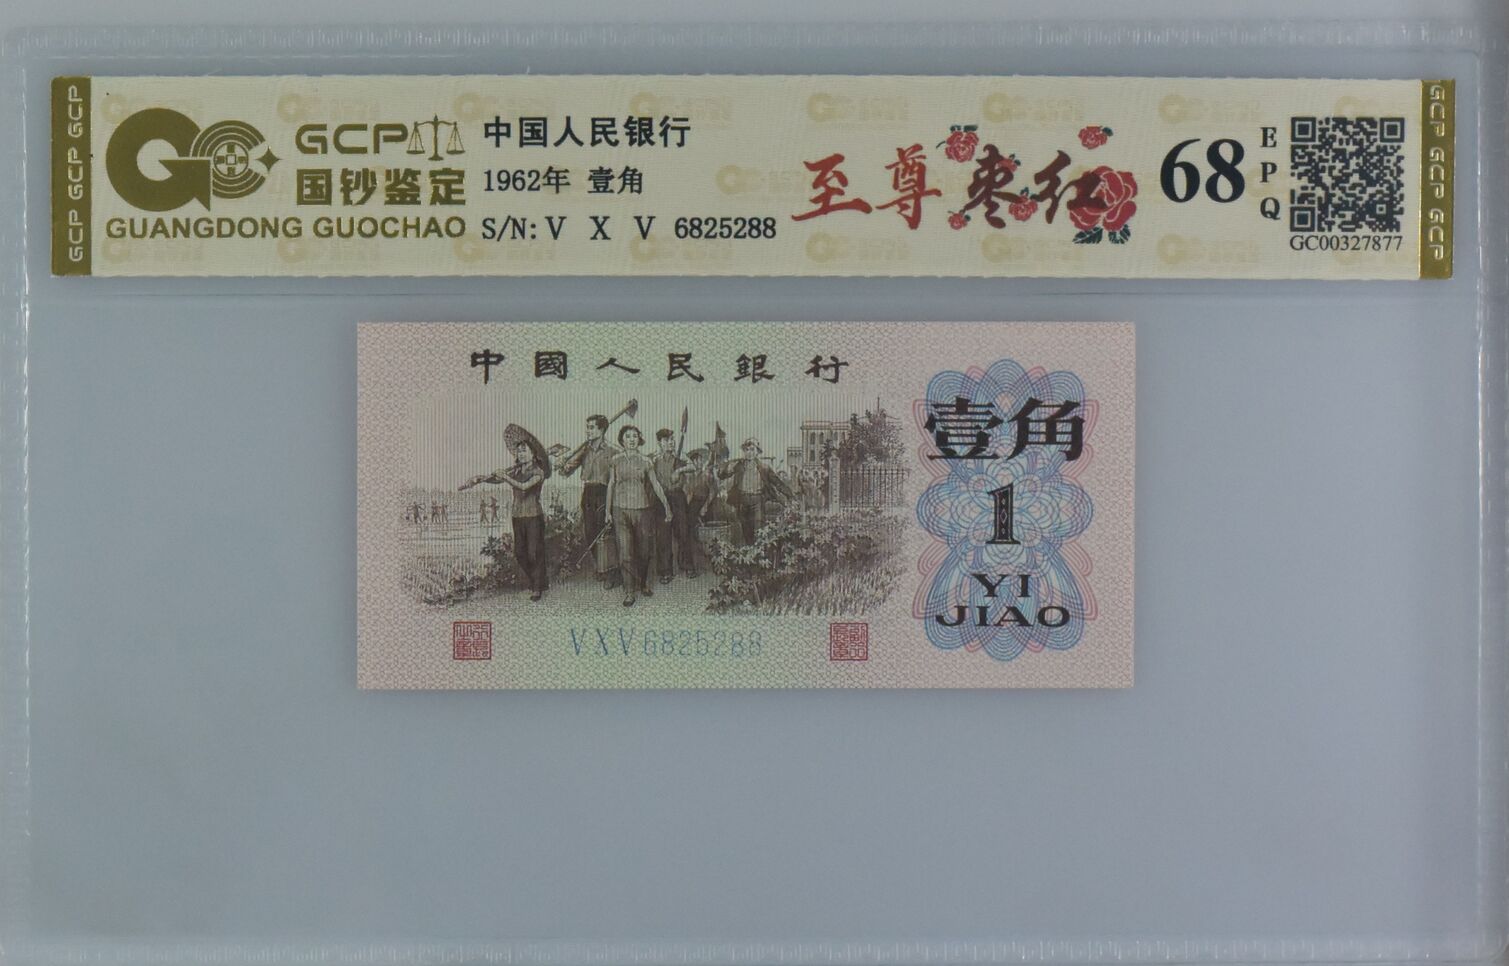 GCP GCP GCP
GCP
国钞鉴定
GUANGDONG GUOCHAO
中国人民银行
1962年 壹角
S/N: V X V 6825288
至尊枣红
68
EPQ
GC00327877
GCP GCP GCP
中國人民銀行
壹角
1
YI
JIAO
VXV6825288